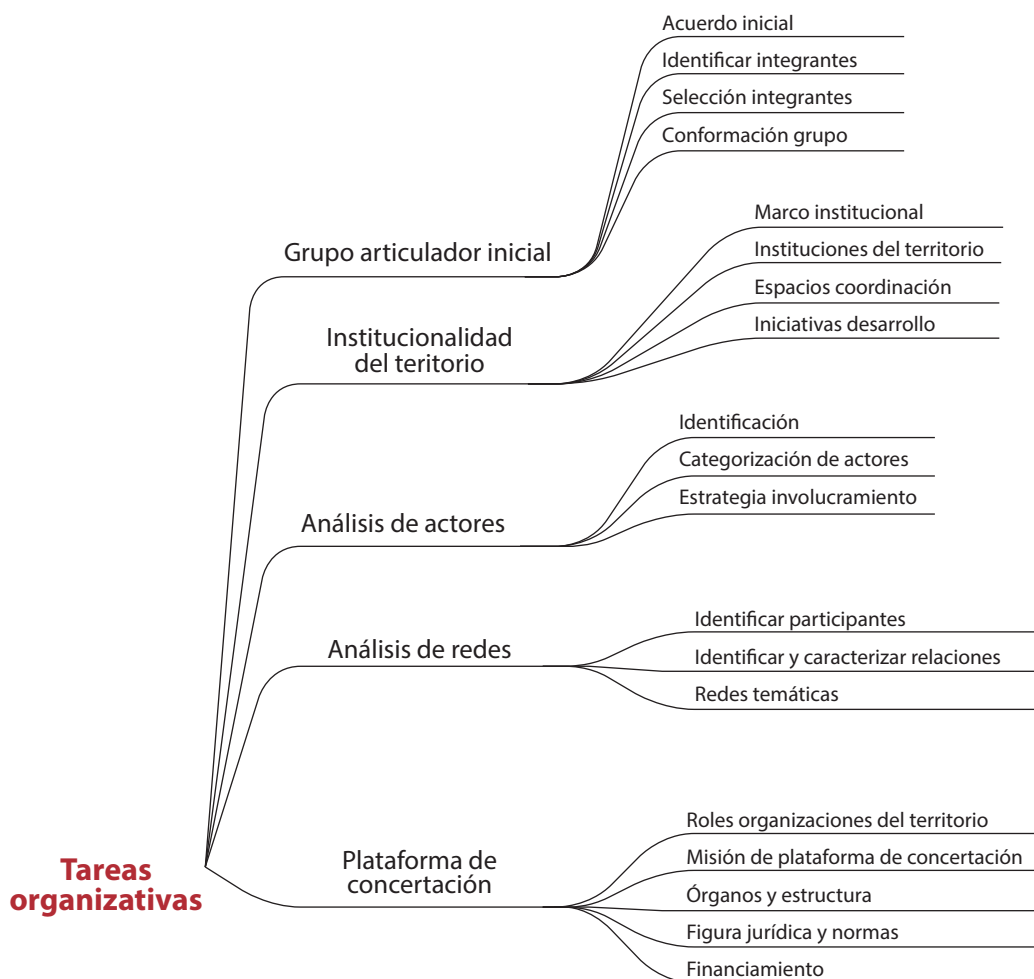 Acuerdo inicial
Identificar integrantes
Selección integrantes
Conformación grupo
Grupo articulador inicial
Marco institucional
Instituciones del territorio
Espacios coordinación
Iniciativas desarrollo
Institucionalidad
del teritorio
Identificación
Categorización de actores
Estrategia involucramiento
Análisis de actores
Identificar participantes
Identificar y caracterizar relaciones
Redes temáticas
Análisis de redes
Roles organizaciones del territorio
Misión de plataforma de concertación
Órganos y estructura
Figura jurídica y normas
Financiamiento
Plataforma de
concertación
Tareas
organizativas